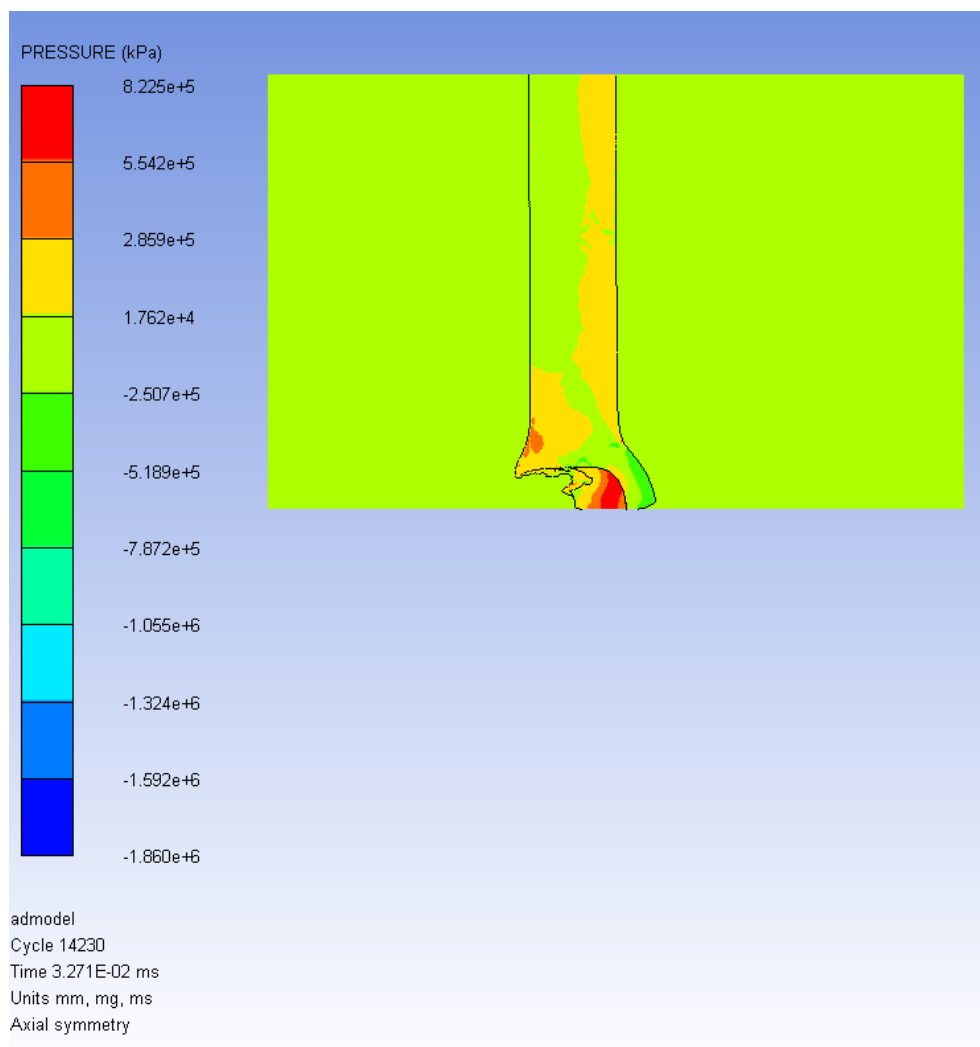 PRESSURE (kPa)
8.225e+5
5.542e+5
2.859e+5
1.762e+4
-2.507e+5
-5.189e+5
-7.872e+5
-1.055e+6
-1.324e+6
-1.592e+6
-1.860e+6
admodel
Cycle 14230
Time 3.271E-02 ms
Units mm, mg, ms
Axial symmetry